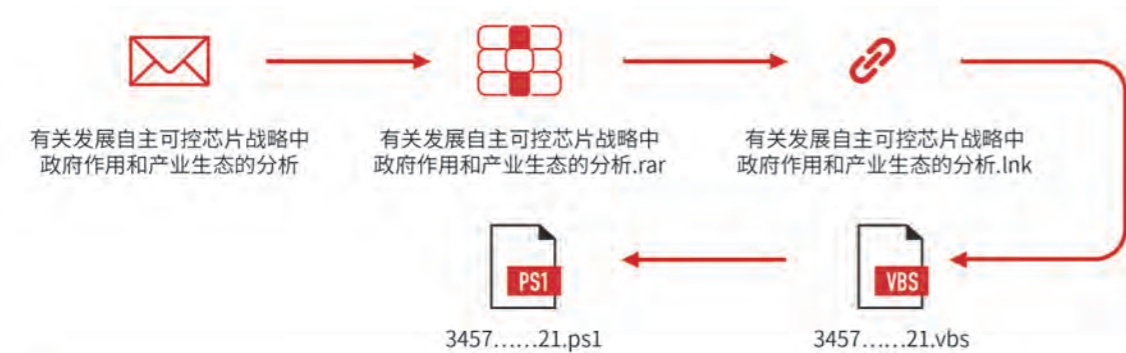 有关发展自主可控芯片战略中
政府作用和产业生态的分析
有关发展自主可控芯片战略中
政府作用和产业生态的分析.rar
有关发展自主可控芯片战略中
政府作用和产业生态的分析.lnk
PS1
3457......21.ps1
VBS
3457......21.vbs